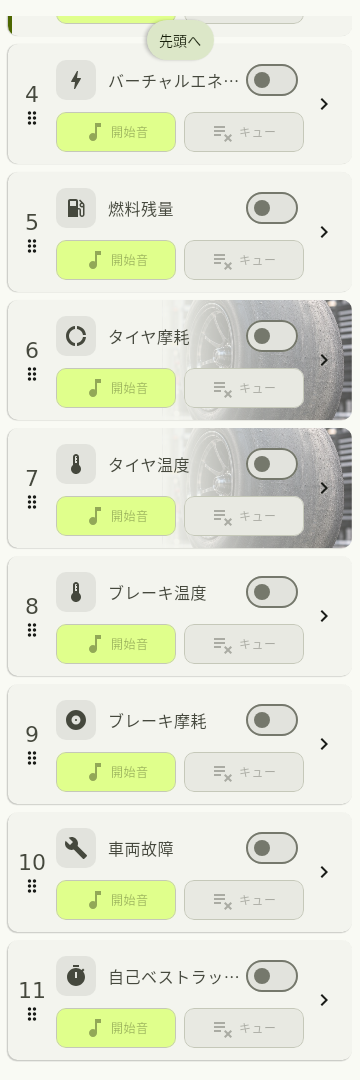 先頭へ
4
バーチャルエネ…
開始音
キュー
5
燃料残量
開始音
キュー
6
タイヤ摩耗
開始音
キュー
7
タイヤ温度
開始音
キュー
8
ブレーキ温度
開始音
キュー
9
ブレーキ摩耗
開始音
キュー
10
車両故障
開始音
キュー
11
自己ベストラッ…
開始音
キュー